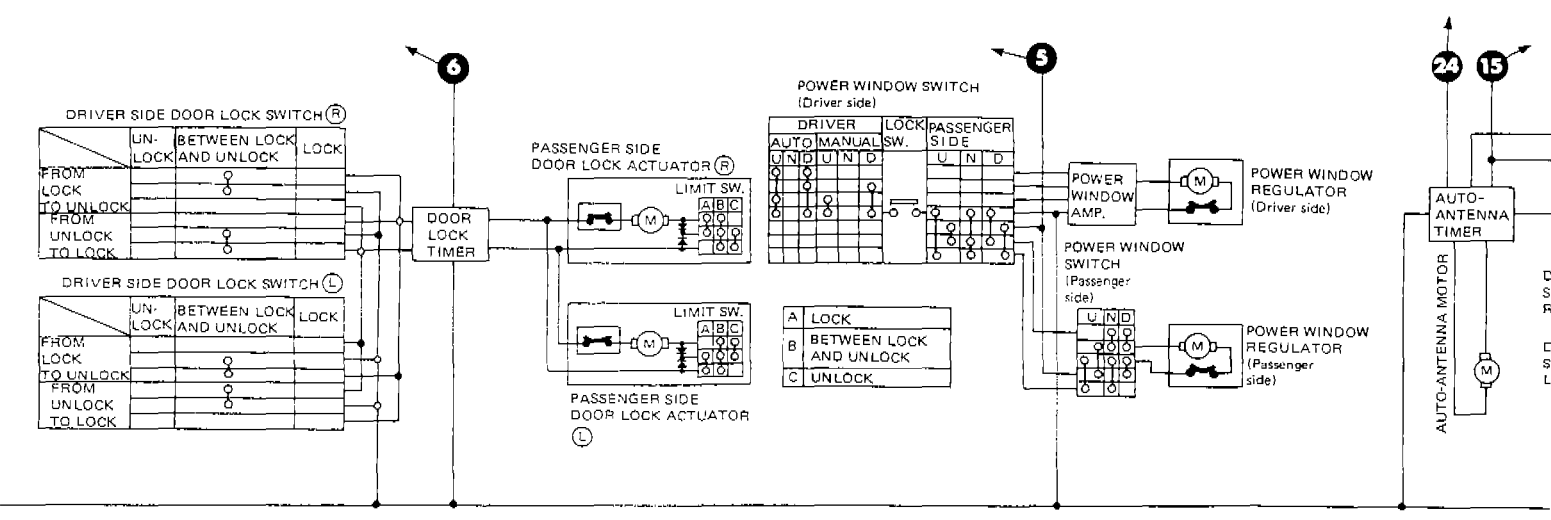 24
15
6
5
POWER WINDOW SWITCH
(Driver side)
DRIVER SIDE DOOR LOCK SWITCH R
UN-
LOCK
BETWEEN LOCK
AND UNLOCK
LOCK
FROM
LOCK
TO UNLOCK
FROM
UNLOCK
TO LOCK
DRIVER SIDE DOOR LOCK SWITCH L
UN-
LOCK
BETWEEN LOCK
AND UNLOCK
LOCK
FROM
LOCK
TO UNLOCK
FROM
UNLOCK
TO LOCK
DOOR
LOCK
TIMER
PASSENGER SIDE
DOOR LOCK ACTUATOR R
LIMIT SW.
A B C
M
LIMIT SW.
A B C
M
PASSENGER SIDE
DOOR LOCK ACTUATOR
L
DRIVER
LOCK
SW.
PASSENGER
SIDE
AUTO MANUAL
U N D U N D
U N D
A LOCK
B BETWEEN LOCK
AND UNLOCK
C UNLOCK
POWER
WINDOW
AMP.
M
POWER WINDOW
REGULATOR
(Driver side)
POWER WINDOW
SWITCH
(Passenger
side)
U N D
M
POWER WINDOW
REGULATOR
(Passenger
side)
AUTO-
ANTENNA
TIMER
AUTO-ANTENNA MOTOR
M
S
R
S
L